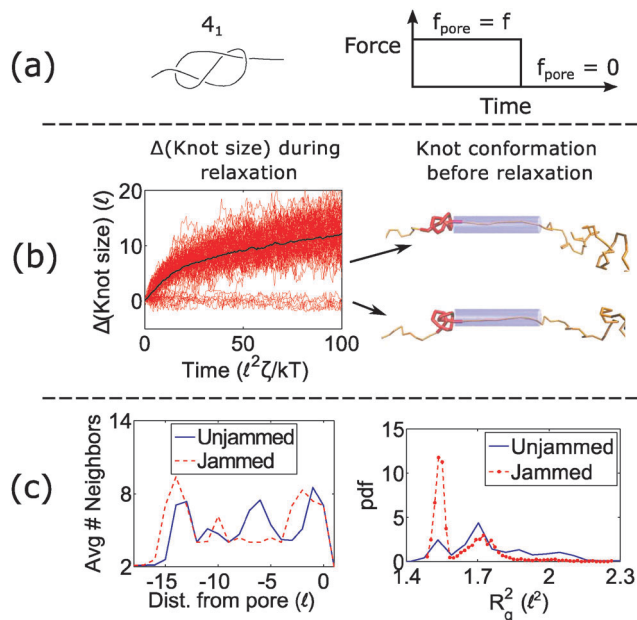 (a)
4₁
Force
f_pore = f
f_pore = 0
Time
(b)
Δ(Knot size) during
relaxation
Knot conformation
before relaxation
Δ(Knot size) (ℓ)
20
10
0
0 50 100
Time (ℓ²ζ/kT)
(c)
Avg # Neighbors
14
8
2
Unjammed
Jammed
-15 -10 -5 0
Dist. from pore (ℓ)
pdf
15
10
5
0
Unjammed
Jammed
1.4 1.7 2 2.3
R_g² (ℓ²)